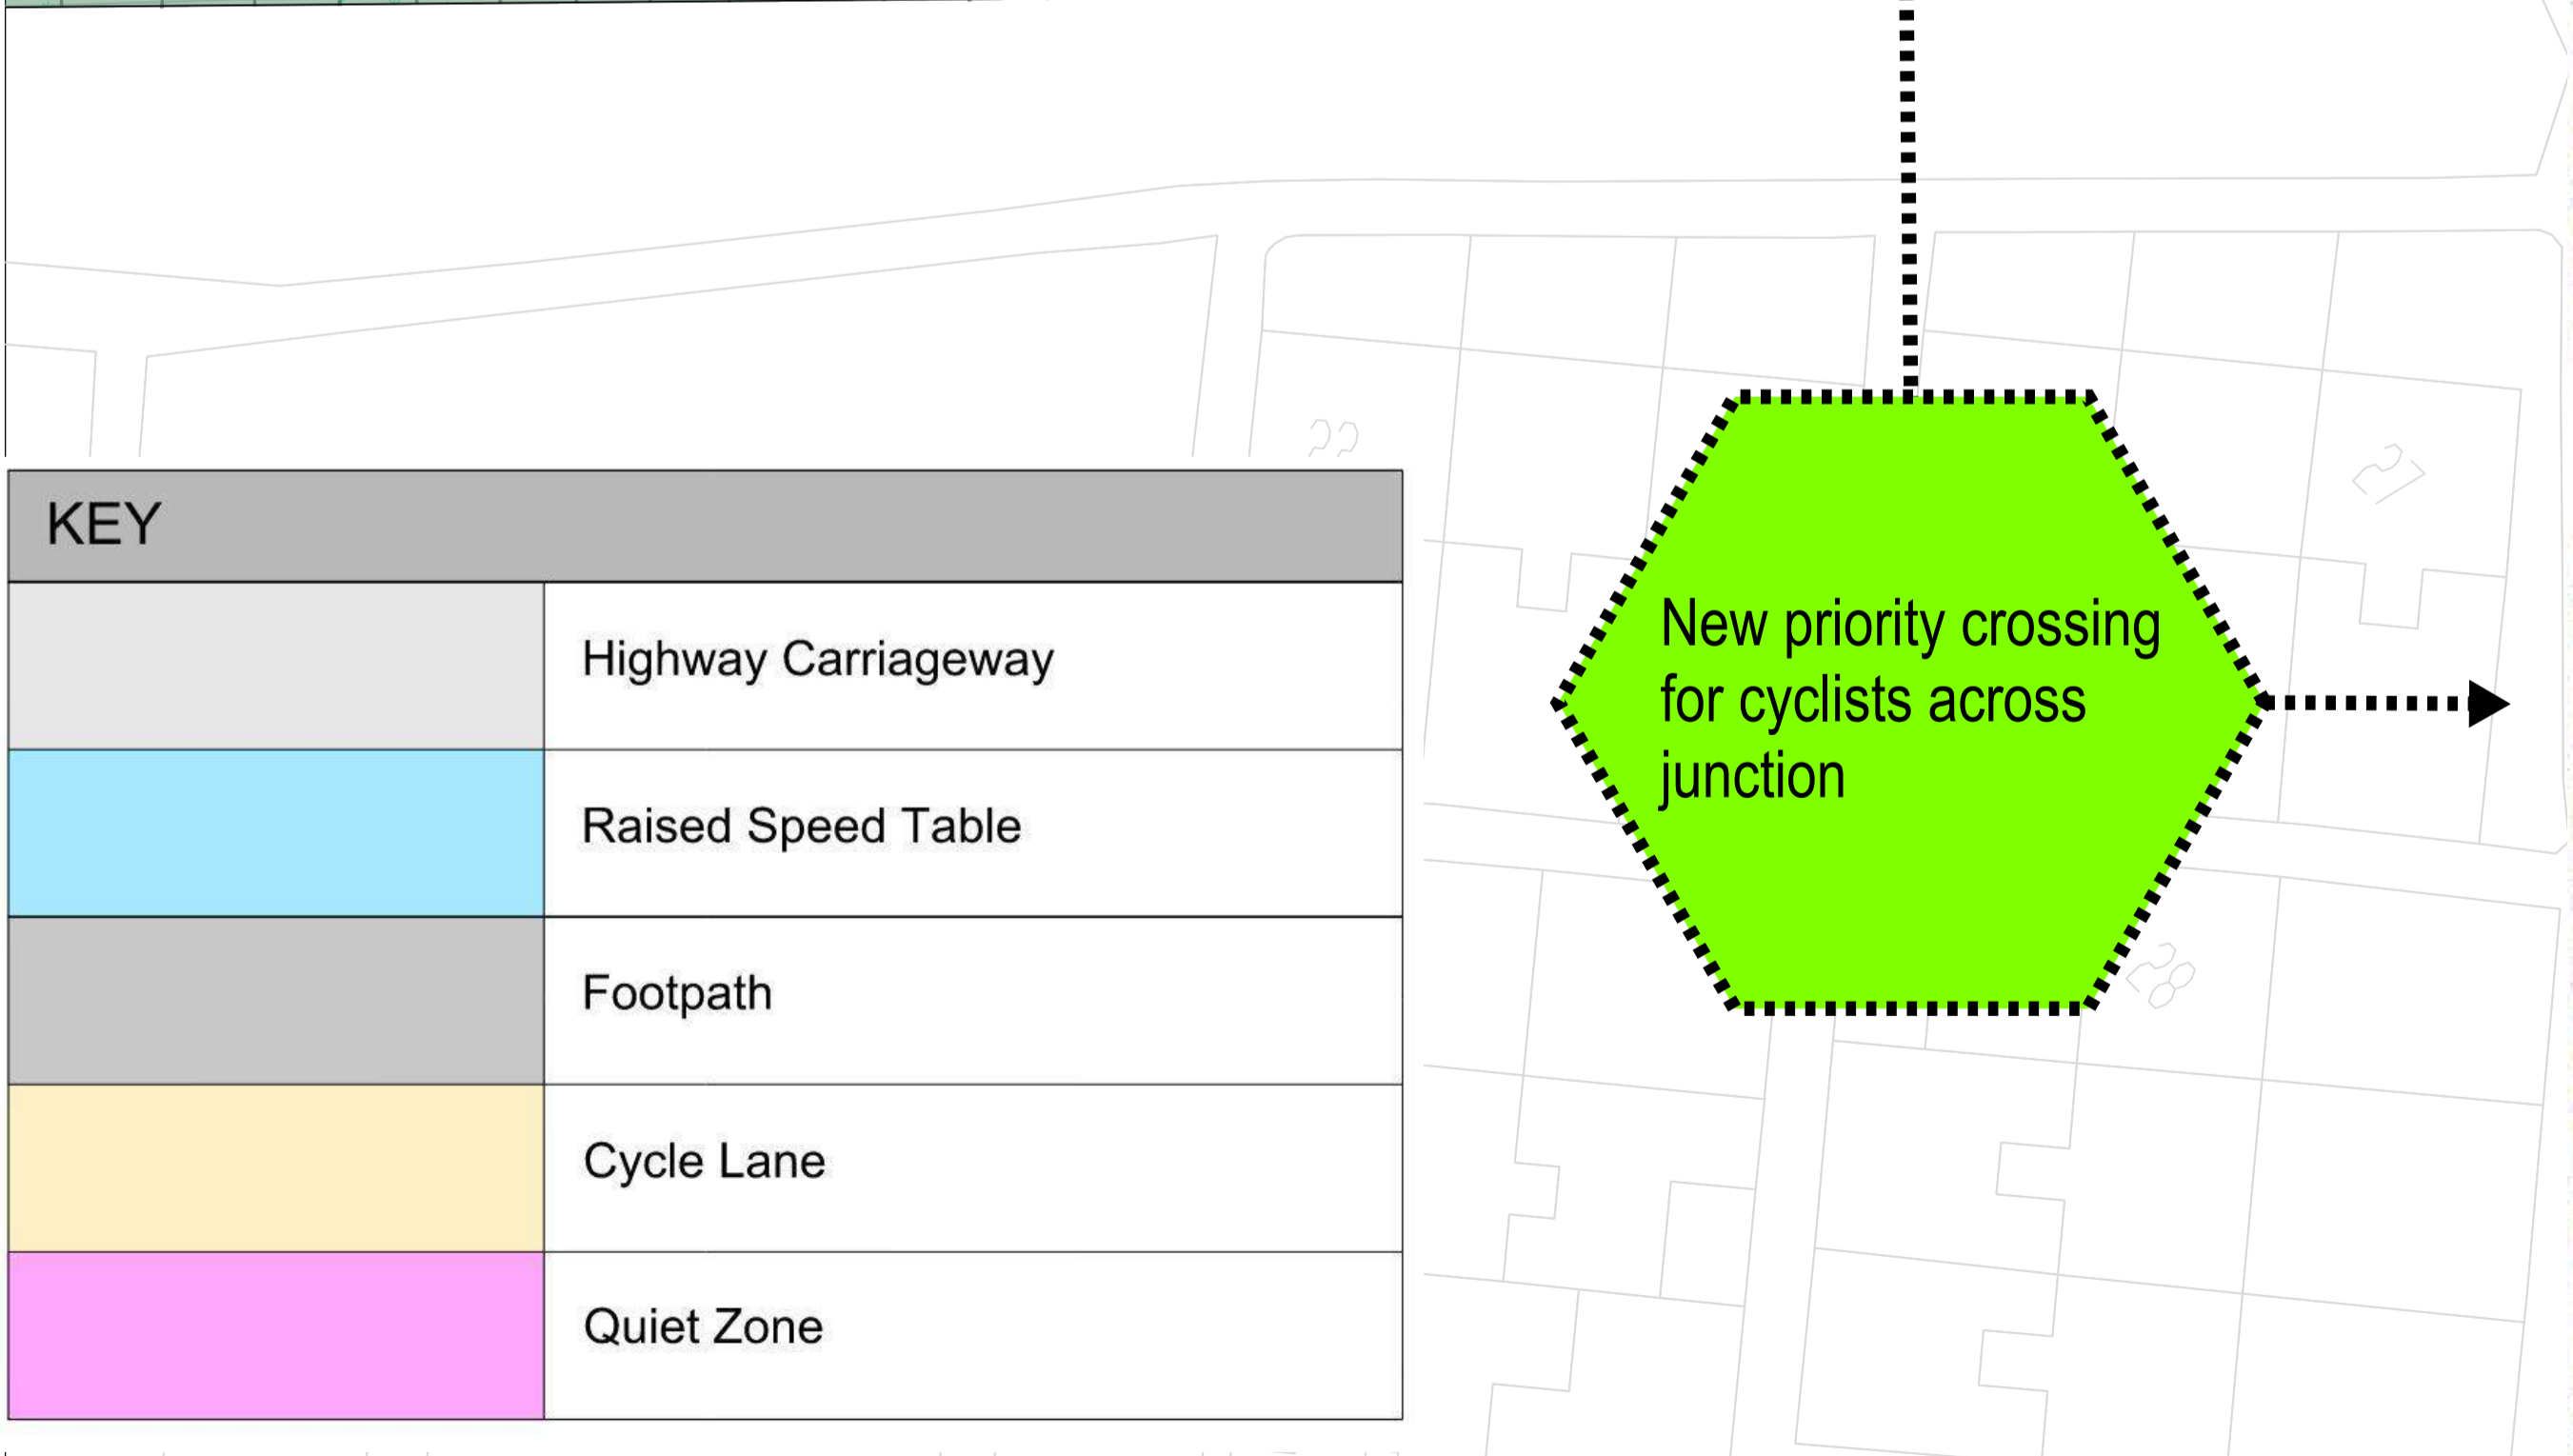 KEY
Highway Carriageway
Raised Speed Table
Footpath
Cycle Lane
Quiet Zone
New priority crossing
for cyclists across
junction